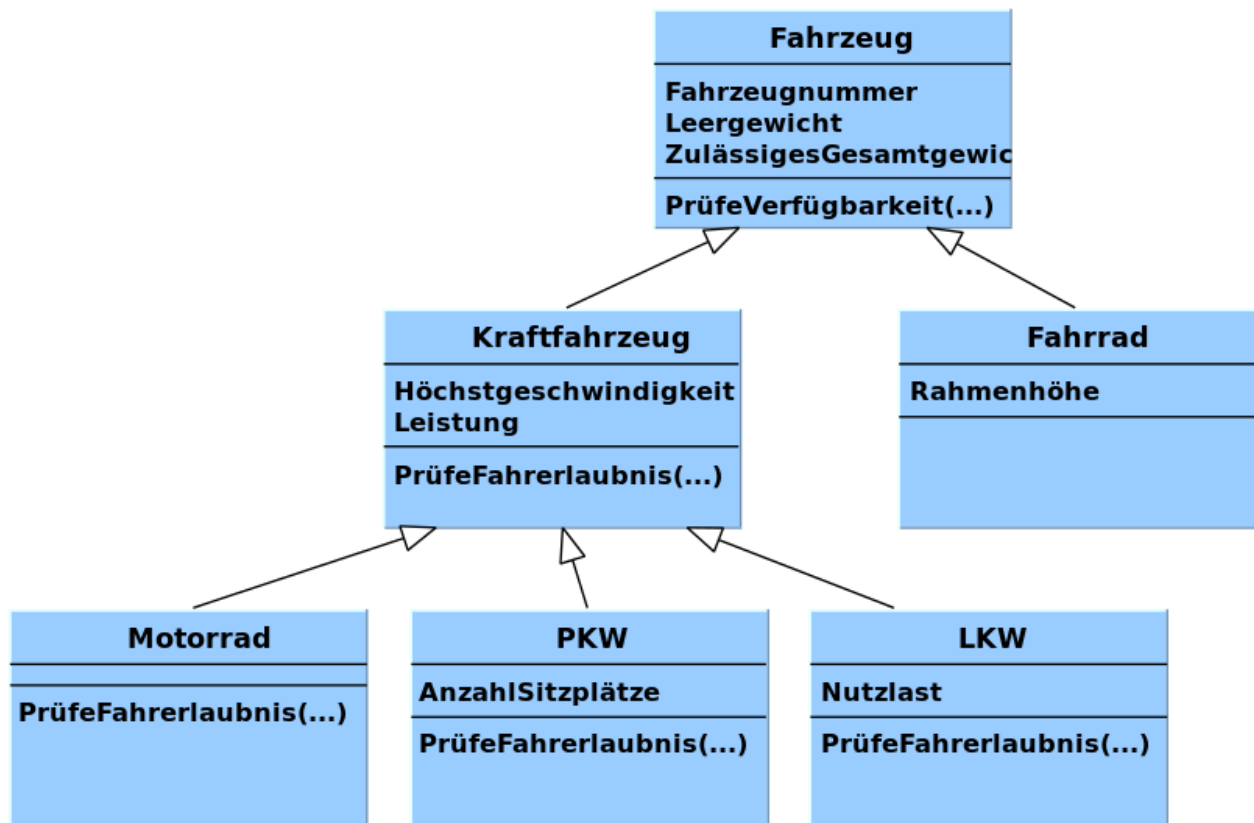 Fahrzeug
Fahrzeugnummer
Leergewicht
ZulässigesGesamtgewic
PrüfeVerfügbarkeit(...)
Kraftfahrzeug
Höchstgeschwindigkeit
Leistung
PrüfeFahrerlaubnis(...)
Fahrrad
Rahmenhöhe
Motorrad
PrüfeFahrerlaubnis(...)
PKW
AnzahlSitzplätze
PrüfeFahrerlaubnis(...)
LKW
Nutzlast
PrüfeFahrerlaubnis(...)